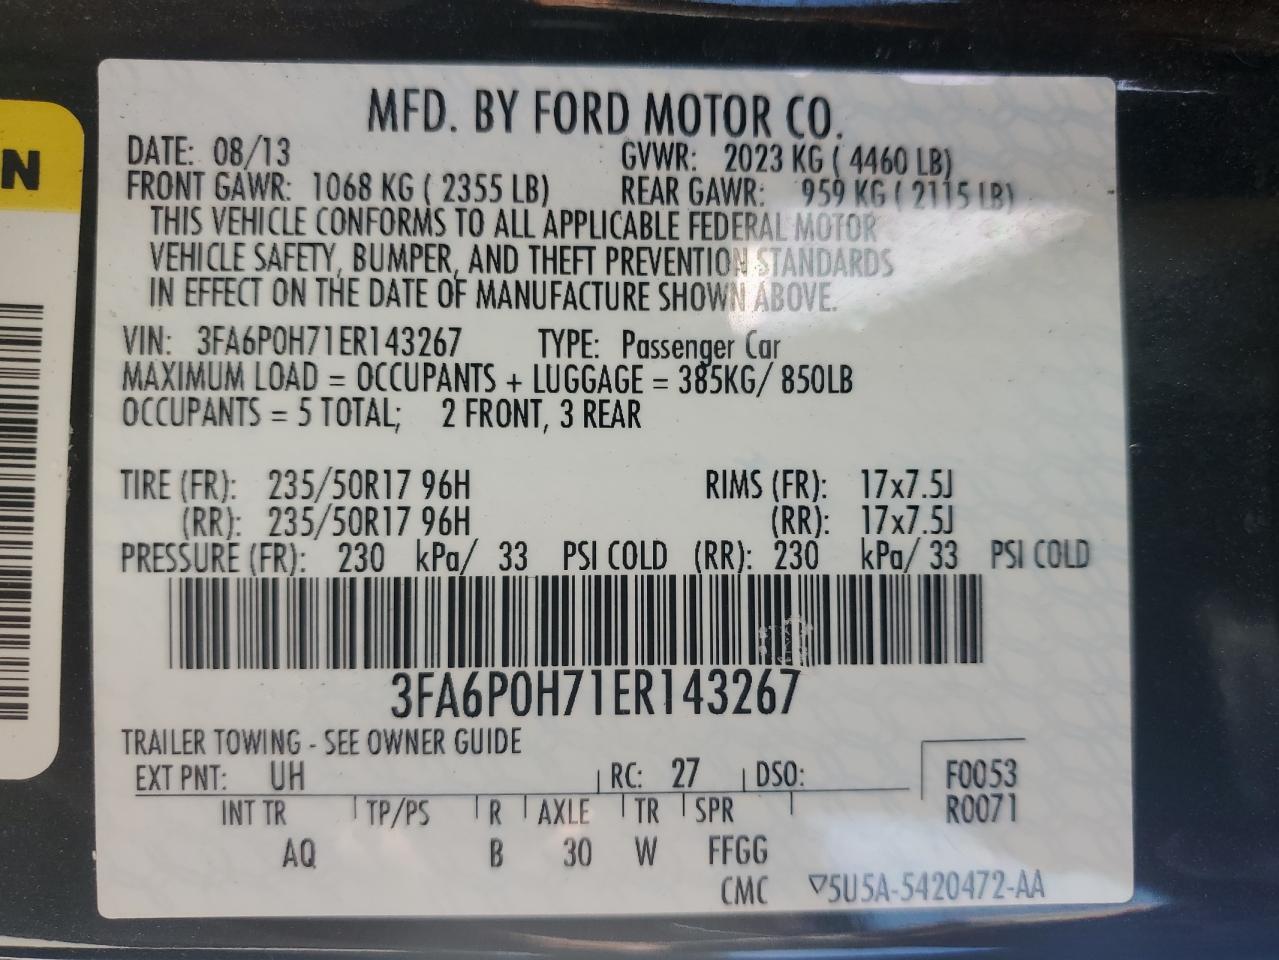 N
MFD. BY FORD MOTOR CO.
DATE: 08/13 GVWR: 2023 KG ( 4460 LB)
FRONT GAWR: 1068 KG ( 2355 LB) REAR GAWR: 959 KG ( 2115 LB)
THIS VEHICLE CONFORMS TO ALL APPLICABLE FEDERAL MOTOR
VEHICLE SAFETY, BUMPER, AND THEFT PREVENTION STANDARDS
IN EFFECT ON THE DATE OF MANUFACTURE SHOWN ABOVE.
VIN: 3FA6P0H71ER143267 TYPE: Passenger Car
MAXIMUM LOAD = OCCUPANTS + LUGGAGE = 385KG/ 850LB
OCCUPANTS = 5 TOTAL; 2 FRONT, 3 REAR
TIRE (FR): 235/50R17 96H RIMS (FR): 17x7.5J
(RR): 235/50R17 96H (RR): 17x7.5J
PRESSURE (FR): 230 kPa/ 33 PSI COLD (RR): 230 kPa/ 33 PSI COLD
3FA6P0H71ER143267
TRAILER TOWING - SEE OWNER GUIDE
EXT PNT: UH RC: 27 DSO: F0053
INT TR TP/PS R AXLE TR SPR R0071
AQ B 30 W FFGG
CMC ▽5U5A-5420472-AA